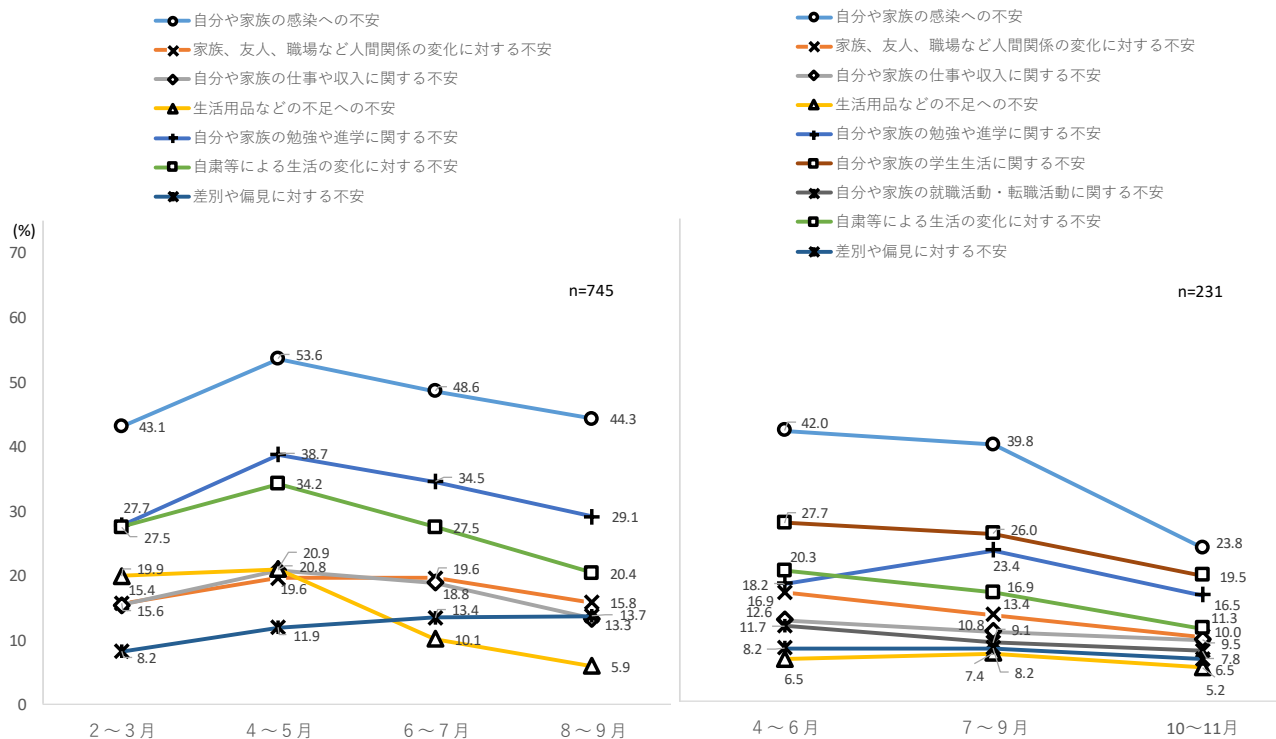 自分や家族の感染への不安
家族、友人、職場など人間関係の変化に対する不安
自分や家族の仕事や収入に関する不安
生活用品などの不足への不安
自分や家族の勉強や進学に関する不安
自粛等による生活の変化に対する不安
差別や偏見に対する不安
(%)
70
60
50
40
30
20
10
0
n=745
53.6
48.6
44.3
43.1
38.7
34.5
34.2
29.1
27.7
27.5
27.5
20.9
20.8
20.4
19.9
19.6
19.6
18.8
15.4
15.6
15.8
13.4
13.7
13.3
11.9
10.1
8.2
5.9
2～3月
4～5月
6～7月
8～9月
自分や家族の感染への不安
家族、友人、職場など人間関係の変化に対する不安
自分や家族の仕事や収入に関する不安
生活用品などの不足への不安
自分や家族の勉強や進学に関する不安
自分や家族の学生生活に関する不安
自分や家族の就職活動・転職活動に関する不安
自粛等による生活の変化に対する不安
差別や偏見に対する不安
n=231
42.0
39.8
23.8
27.7
26.0
19.5
20.3
23.4
16.5
18.2
16.9
16.9
13.4
11.3
12.6
10.8
9.1
10.0
11.7
9.5
8.2
7.8
7.4
8.2
6.5
6.5
5.2
4～6月
7～9月
10～11月